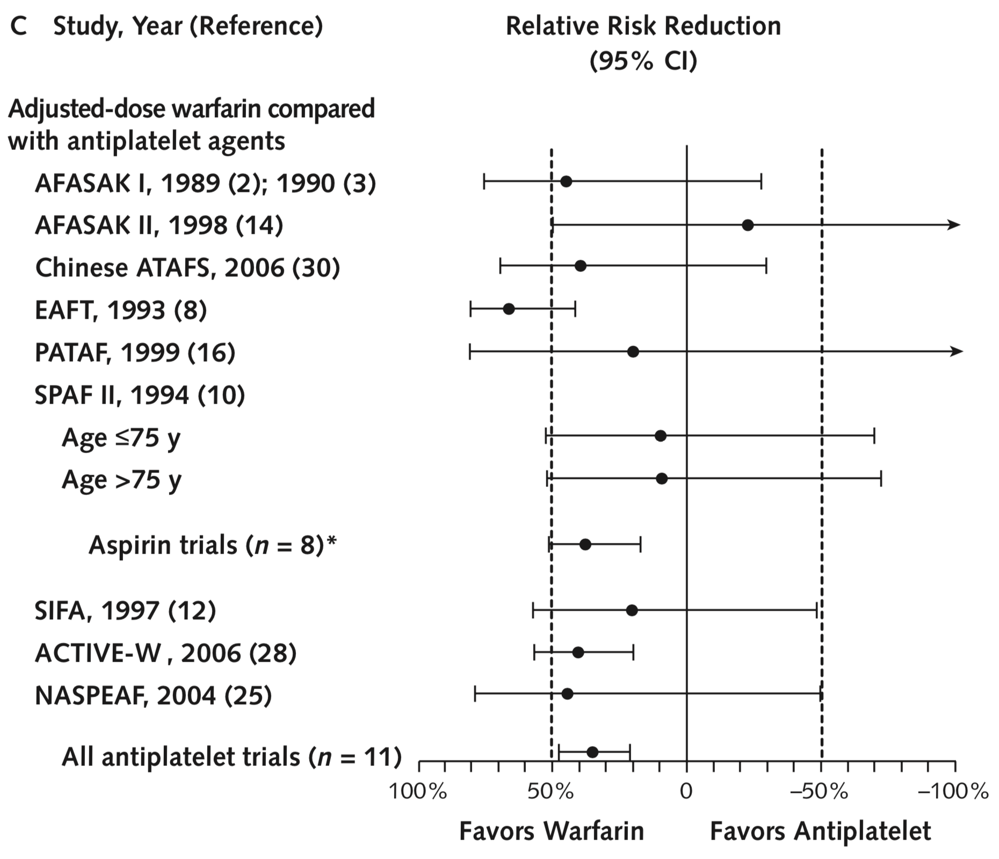 C Study, Year (Reference) Relative Risk Reduction
(95% CI)
Adjusted-dose warfarin compared
with antiplatelet agents
AFASAK I, 1989 (2); 1990 (3)
AFASAK II, 1998 (14)
Chinese ATAFS, 2006 (30)
EAFT, 1993 (8)
PATAF, 1999 (16)
SPAF II, 1994 (10)
Age ≤75 y
Age >75 y
Aspirin trials (n = 8)*
SIFA, 1997 (12)
ACTIVE-W , 2006 (28)
NASPEAF, 2004 (25)
All antiplatelet trials (n = 11)
100% 50% 0 –50% –100%
Favors Warfarin Favors Antiplatelet